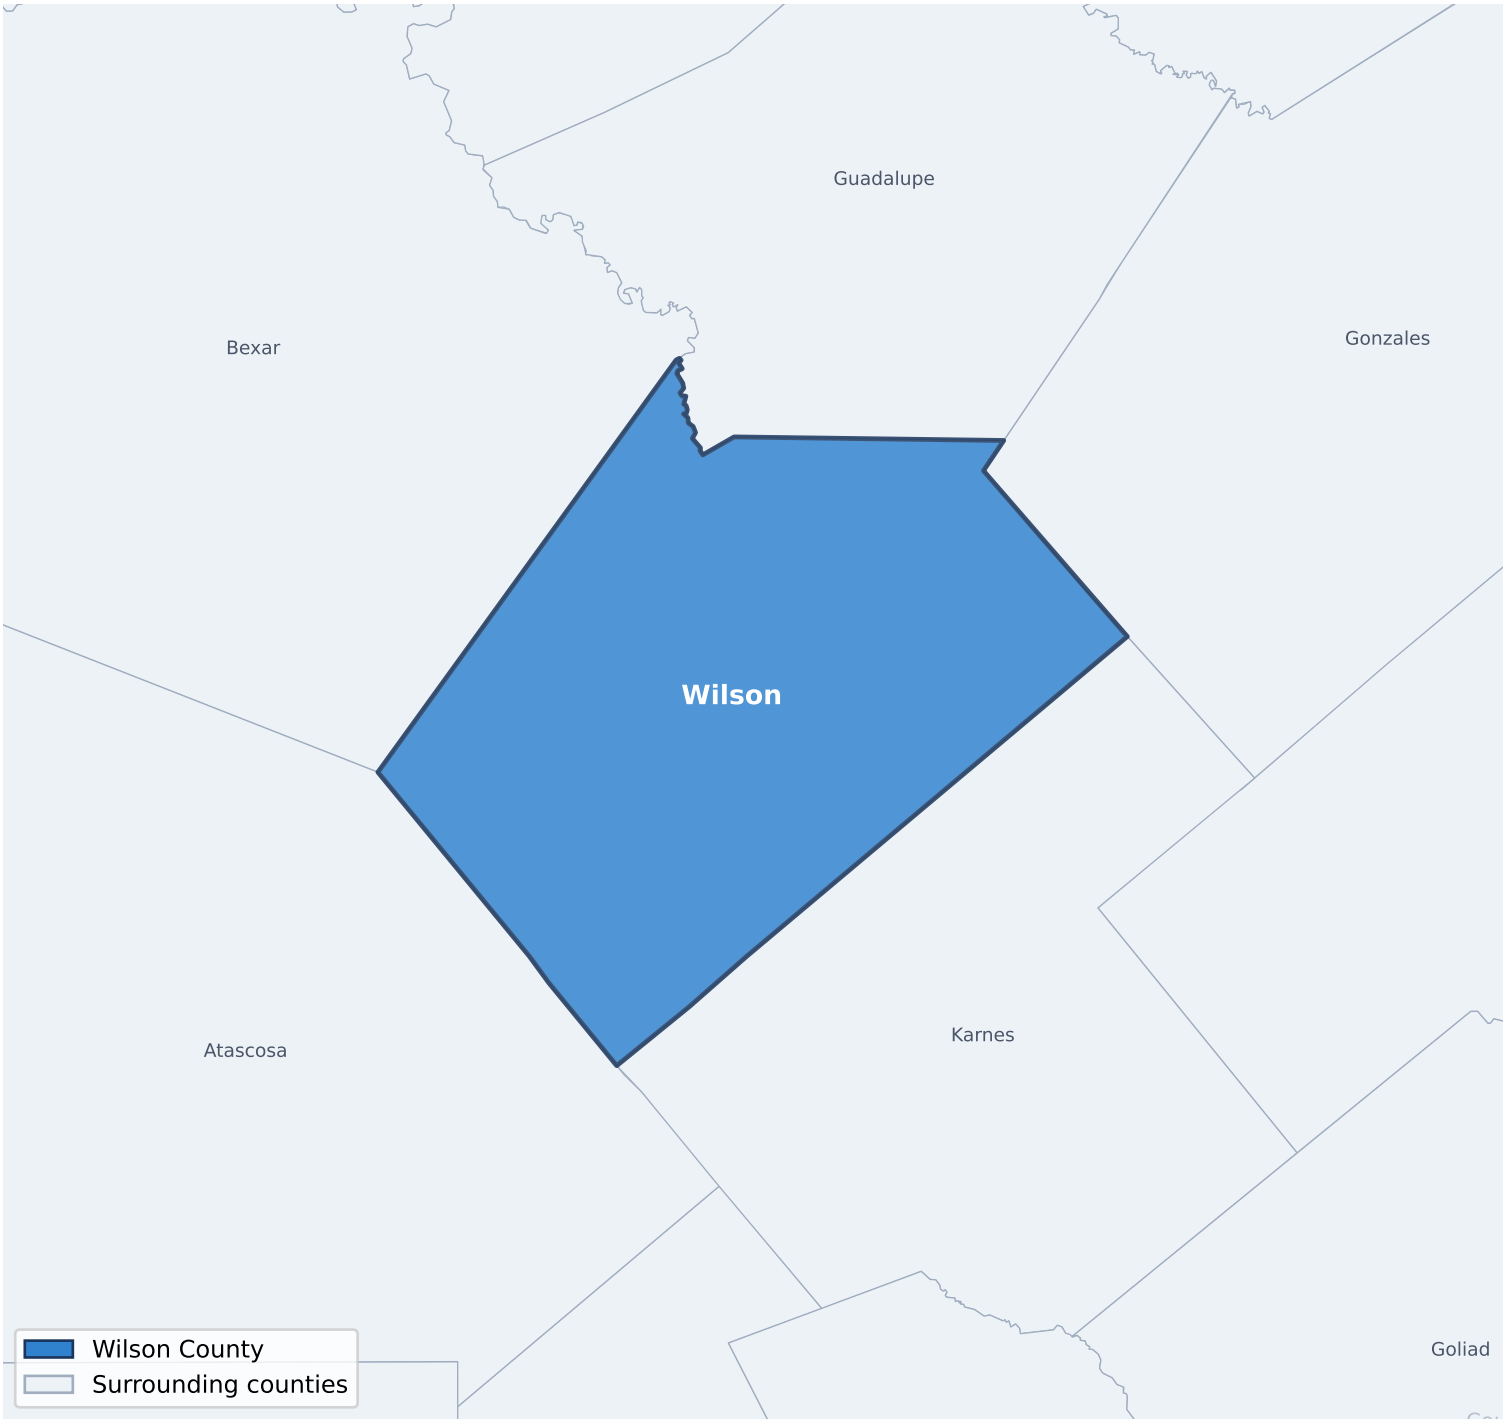 Guadalupe
Gonzales
Bexar
Wilson
Karnes
Atascosa
Goliad
Wilson County
Surrounding counties